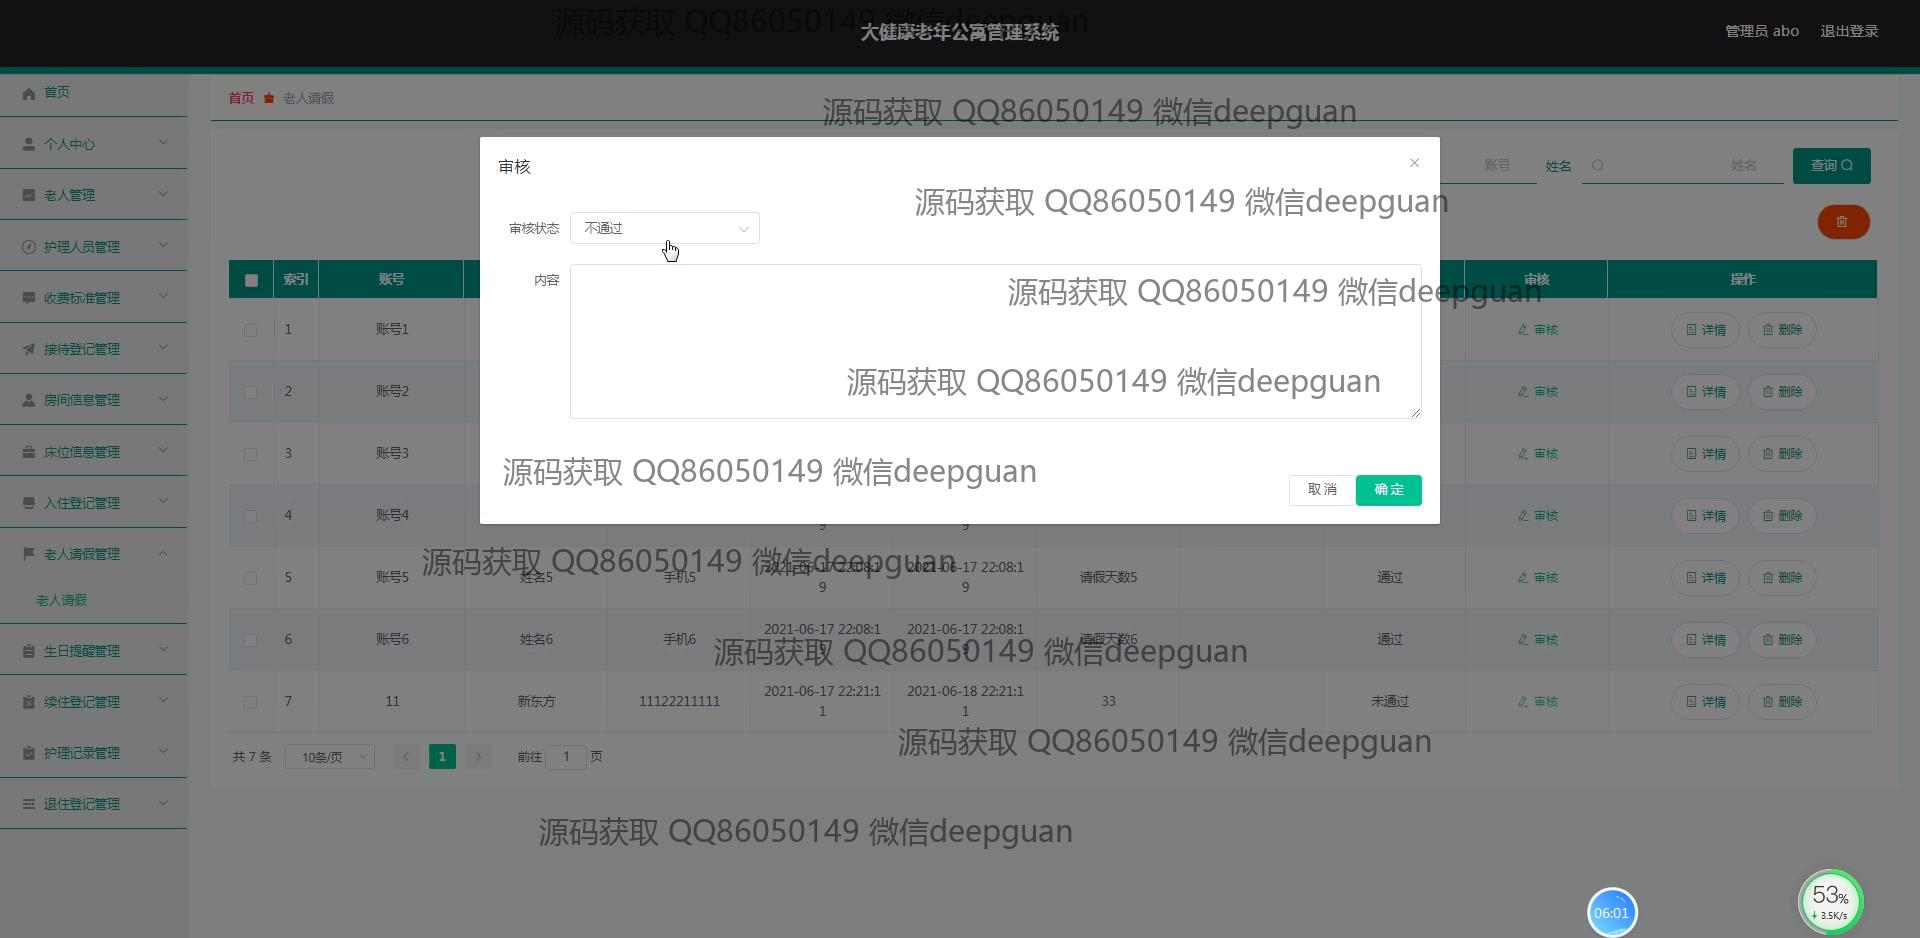 大健康老年公寓管理系统
管理员 abo
退出登录
源码获取 QQ86050149 微信deepguan
首页
个人中心
老人管理
护理人员管理
收费标准管理
接待登记管理
房间信息管理
床位信息管理
入住登记管理
老人请假管理
老人请假
生日提醒管理
续住登记管理
护理记录管理
退住登记管理
首页 老人请假
源码获取 QQ86050149 微信deepguan
账号 姓名 姓名 查询
审核
源码获取 QQ86050149 微信deepguan
审核状态 不通过
内容
源码获取 QQ86050149 微信deepguan
源码获取 QQ86050149 微信deepguan
源码获取 QQ86050149 微信deepguan
取消 确定
索引 账号 审核 操作
1 账号1 审核 详情 删除
2 账号2 审核 详情 删除
3 账号3 审核 详情 删除
4 账号4 9 9 审核 详情 删除
源码获取 QQ86050149 微信deepguan
5 账号5 姓名5 手机5 2021-06-17 22:08:19 2021-06-17 22:08:19 请假天数5 通过 审核 详情 删除
6 账号6 姓名6 手机6 2021-06-17 22:08:19 2021-06-17 22:08:19 请假天数6 通过 审核 详情 删除
源码获取 QQ86050149 微信deepguan
7 11 新东方 11122211111 2021-06-17 22:21:11 2021-06-18 22:21:11 33 未通过 审核 详情 删除
源码获取 QQ86050149 微信deepguan
共 7 条 10条/页 1 前往 1 页
源码获取 QQ86050149 微信deepguan
06:01
53%
3.5K/s